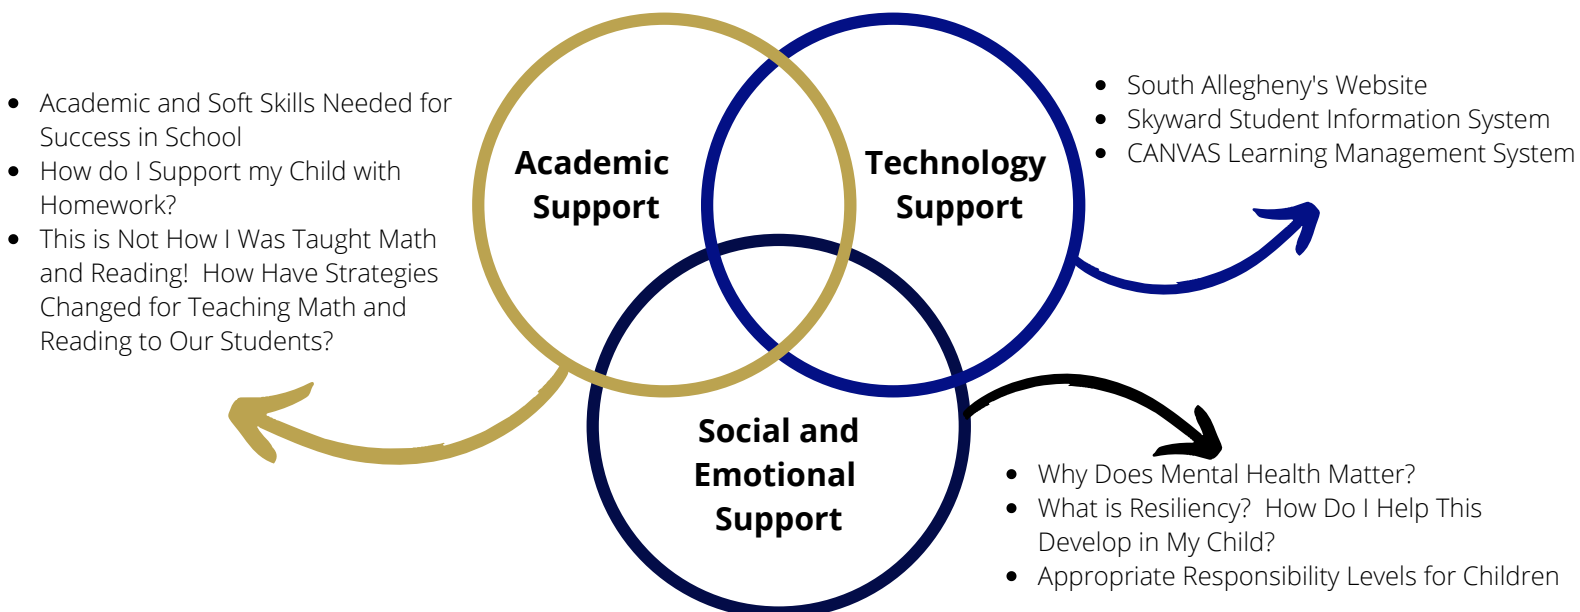 • Academic and Soft Skills Needed for
Success in School
• How do I Support my Child with
Homework?
• This is Not How I Was Taught Math
and Reading!  How Have Strategies
Changed for Teaching Math and
Reading to Our Students?
Academic
Support
Technology
Support
• South Allegheny's Website
• Skyward Student Information System
• CANVAS Learning Management System
Social and
Emotional
Support
• Why Does Mental Health Matter?
• What is Resiliency?  How Do I Help This
Develop in My Child?
• Appropriate Responsibility Levels for Children